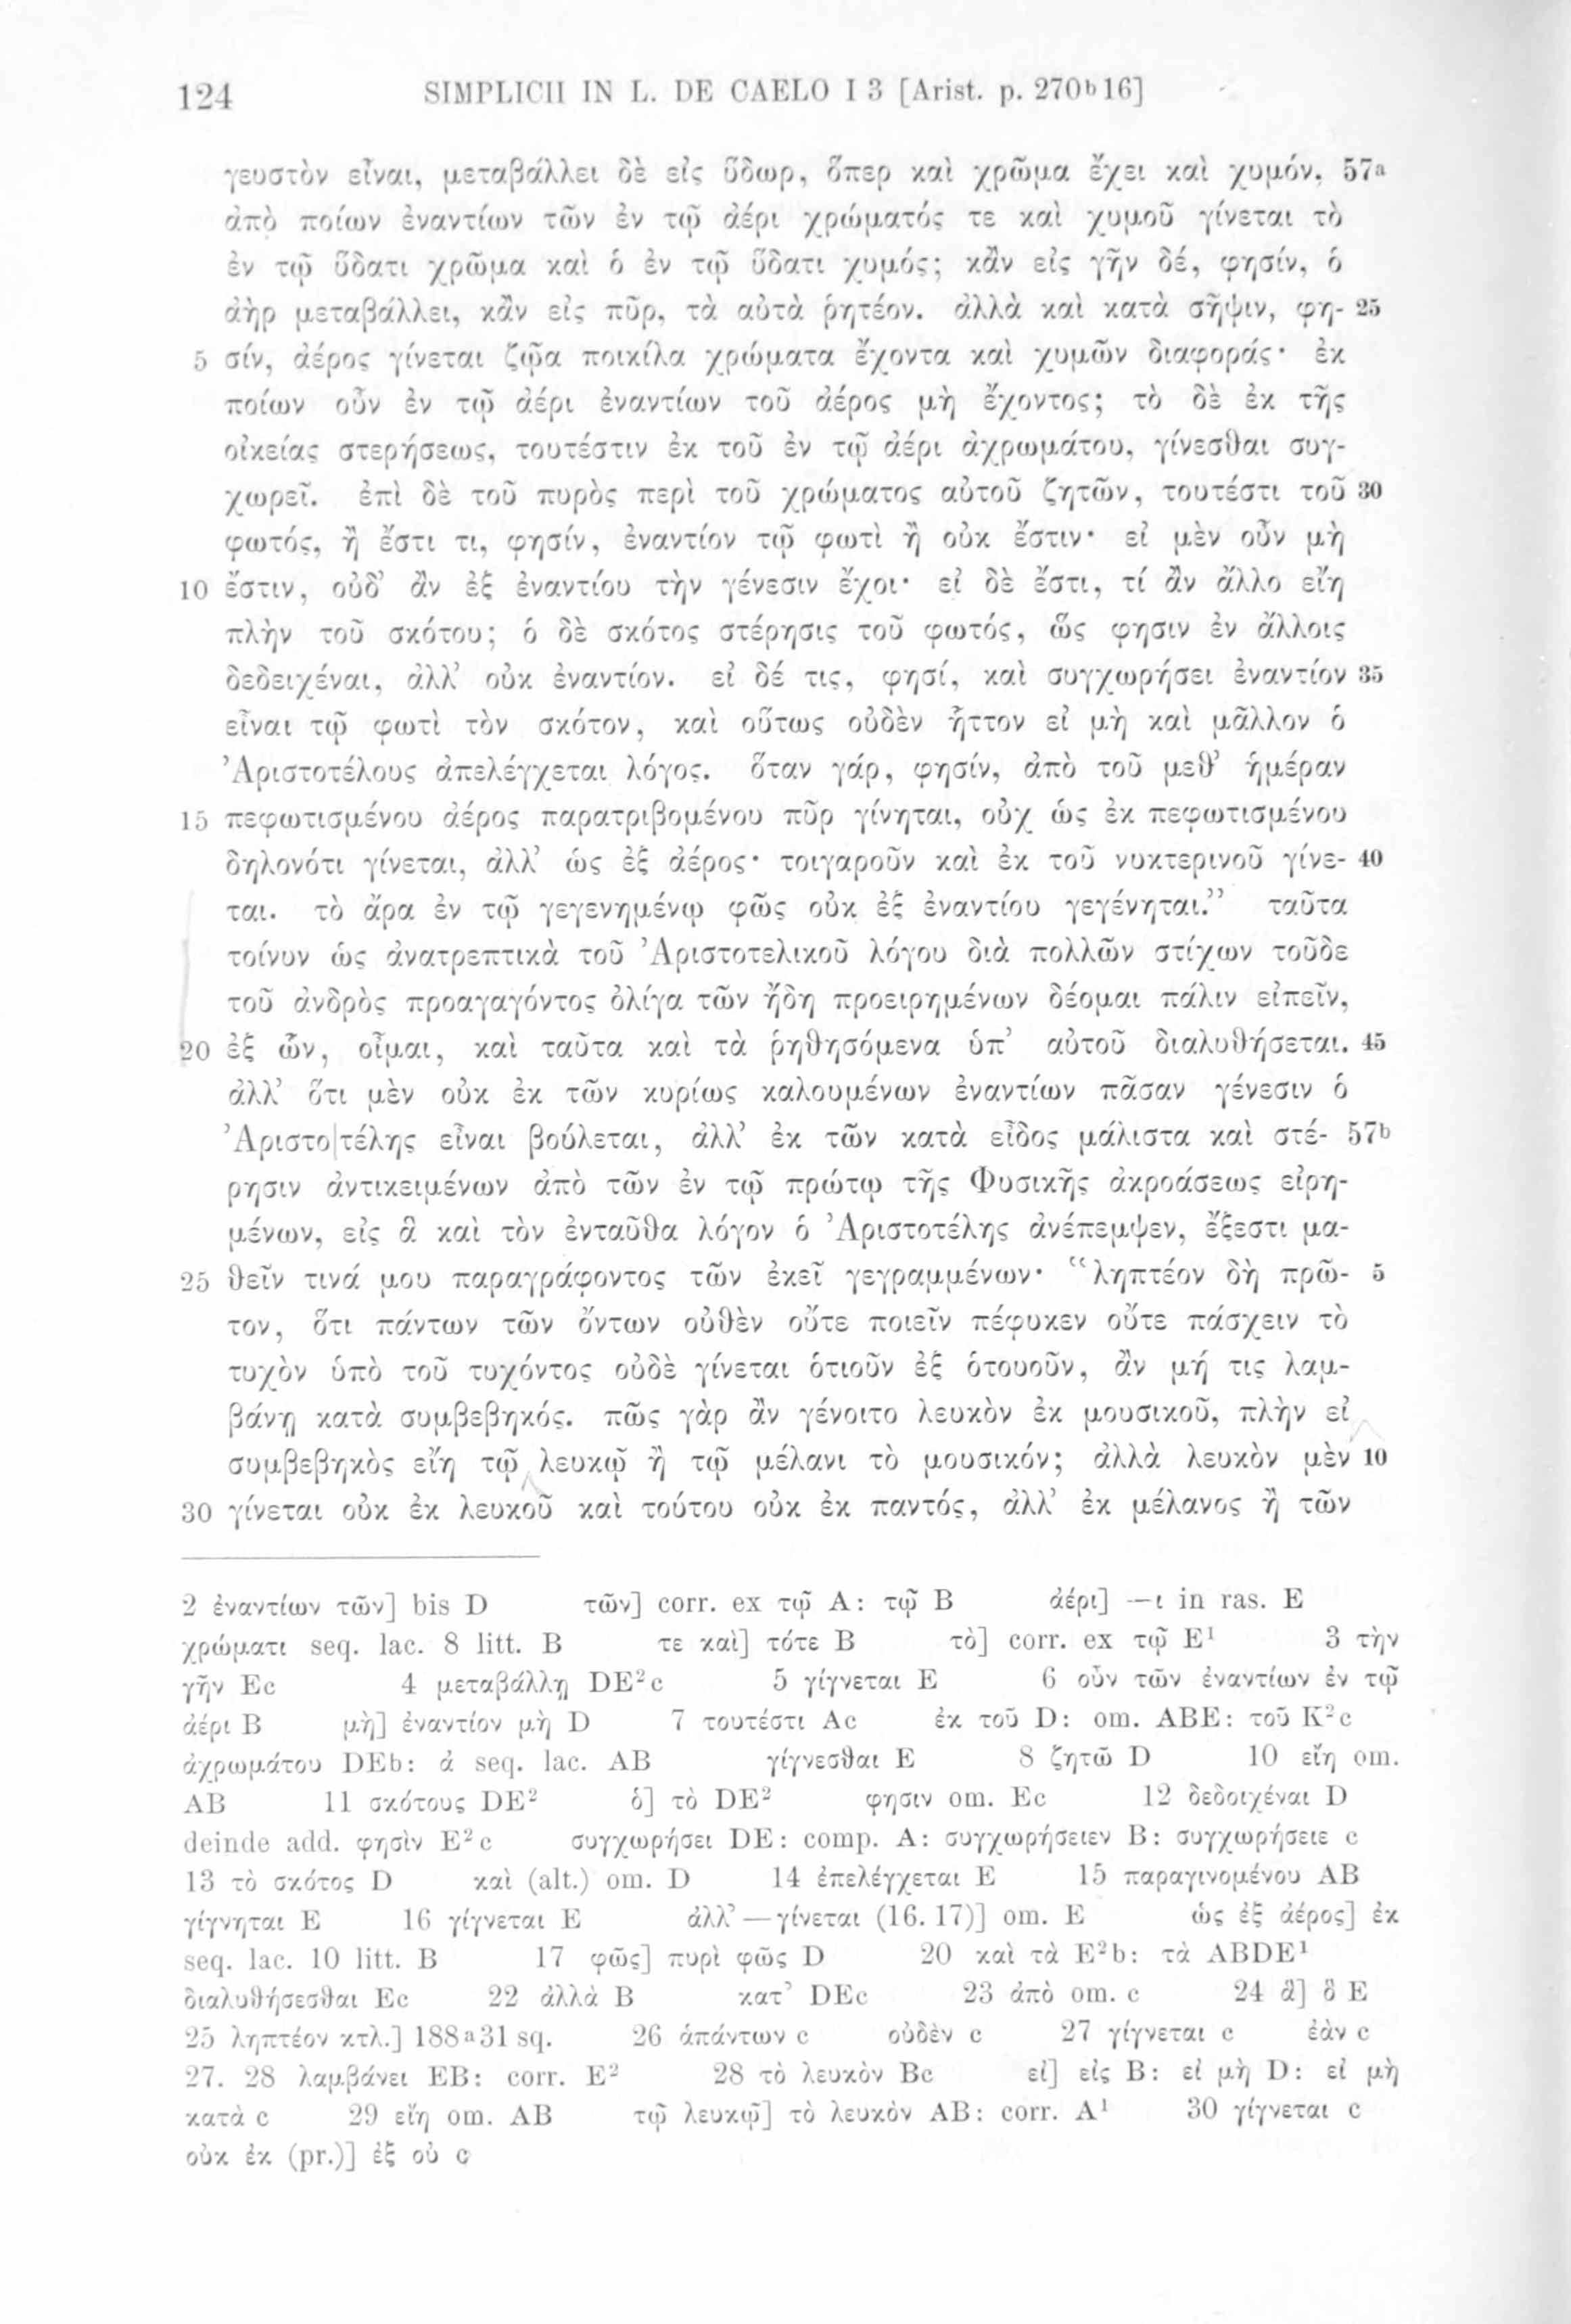 124 SIMPLICII IN L. DE CAELO I 3 [Arist. p. 270ᵇ16]
γευστὸν εἶναι, μεταβάλλει δὲ εἰς ὕδωρ, ὅπερ καὶ χρῶμα ἔχει καὶ χυμόν, 57ᵃ
ἀπὸ ποίων ἐναντίων τῶν ἐν τῷ ἀέρι χρώματός τε καὶ χυμοῦ γίνεται τὸ
ἐν τῷ ὕδατι χρῶμα καὶ ὁ ἐν τῷ ὕδατι χυμός; κἂν εἰς γῆν δέ, φησίν, ὁ
ἀὴρ μεταβάλλει, κἂν εἰς πῦρ, τὰ αὐτὰ ῥητέον. ἀλλὰ καὶ κατὰ σῆψιν, φη- 25
5 σίν, ἀέρος γίνεται ζῷα ποικίλα χρώματα ἔχοντα καὶ χυμῶν διαφοράς· ἐκ
ποίων οὖν ἐν τῷ ἀέρι ἐναντίων τοῦ ἀέρος μὴ ἔχοντος; τὸ δὲ ἐκ τῆς
οἰκείας στερήσεως, τουτέστιν ἐκ τοῦ ἐν τῷ ἀέρι ἀχρωμάτου, γίνεσθαι συγ-
χωρεῖ. ἐπὶ δὲ τοῦ πυρὸς περὶ τοῦ χρώματος αὐτοῦ ζητῶν, τουτέστι τοῦ 30
φωτός, ἢ ἔστι τι, φησίν, ἐναντίον τῷ φωτὶ ἢ οὐκ ἔστιν· εἰ μὲν οὖν μὴ
10 ἔστιν, οὐδ’ ἂν ἐξ ἐναντίου τὴν γένεσιν ἔχοι· εἰ δὲ ἔστι, τί ἂν ἄλλο εἴη
πλὴν τοῦ σκότου; ὁ δὲ σκότος στέρησις τοῦ φωτός, ὥς φησιν ἐν ἄλλοις
δεδειχέναι, ἀλλ’ οὐκ ἐναντίον. εἰ δέ τις, φησί, καὶ συγχωρήσει ἐναντίον 35
εἶναι τῷ φωτὶ τὸν σκότον, καὶ οὕτως οὐδὲν ἧττον εἰ μὴ καὶ μᾶλλον ὁ
Ἀριστοτέλους ἀπελέγχεται λόγος. ὅταν γάρ, φησίν, ἀπὸ τοῦ μεθ’ ἡμέραν
15 πεφωτισμένου ἀέρος παρατριβομένου πῦρ γίνηται, οὐχ ὡς ἐκ πεφωτισμένου
δηλονότι γίνεται, ἀλλ’ ὡς ἐξ ἀέρος· τοιγαροῦν καὶ ἐκ τοῦ νυκτερινοῦ γίνε- 40
ται. τὸ ἄρα ἐν τῷ γεγενημένῳ φῶς οὐκ ἐξ ἐναντίου γεγένηται.” ταῦτα
τοίνυν ὡς ἀνατρεπτικὰ τοῦ Ἀριστοτελικοῦ λόγου διὰ πολλῶν στίχων τοῦδε
τοῦ ἀνδρὸς προαγαγόντος ὀλίγα τῶν ἤδη προειρημένων δέομαι πάλιν εἰπεῖν,
20 ἐξ ὧν, οἶμαι, καὶ ταῦτα καὶ τὰ ῥηθησόμενα ὑπ’ αὐτοῦ διαλυθήσεται. 45
ἀλλ’ ὅτι μὲν οὐκ ἐκ τῶν κυρίως καλουμένων ἐναντίων πᾶσαν γένεσιν ὁ
Ἀριστο|τέλης εἶναι βούλεται, ἀλλ’ ἐκ τῶν κατὰ εἶδος μάλιστα καὶ στέ- 57ᵇ
ρησιν ἀντικειμένων ἀπὸ τῶν ἐν τῷ πρώτῳ τῆς Φυσικῆς ἀκροάσεως εἰρη-
μένων, εἰς ἃ καὶ τὸν ἐνταῦθα λόγον ὁ Ἀριστοτέλης ἀνέπεμψεν, ἔξεστι μα-
25 θεῖν τινά μου παραγράφοντος τῶν ἐκεῖ γεγραμμένων· “ληπτέον δὴ πρῶ- 5
τον, ὅτι πάντων τῶν ὄντων οὐθὲν οὔτε ποιεῖν πέφυκεν οὔτε πάσχειν τὸ
τυχὸν ὑπὸ τοῦ τυχόντος οὐδὲ γίνεται ὁτιοῦν ἐξ ὁτουοῦν, ἂν μή τις λαμ-
βάνῃ κατὰ συμβεβηκός. πῶς γὰρ ἂν γένοιτο λευκὸν ἐκ μουσικοῦ, πλὴν εἰ
συμβεβηκὸς εἴη τῷ λευκῷ ἢ τῷ μέλανι τὸ μουσικόν; ἀλλὰ λευκὸν μὲν 10
30 γίνεται οὐκ ἐκ λευκοῦ καὶ τούτου οὐκ ἐκ παντός, ἀλλ’ ἐκ μέλανος ἢ τῶν
2 ἐναντίων τῶν] bis D τῶν] corr. ex τῷ A: τῷ B ἀέρι] —ι in ras. E
χρώματι seq. lac. 8 litt. B τε καὶ] τότε B τὸ] corr. ex τῷ E¹ 3 τὴν
γῆν Ec 4 μεταβάλλῃ DE²c 5 γίγνεται E 6 οὖν τῶν ἐναντίων ἐν τῷ
ἀέρι B μὴ] ἐναντίον μὴ D 7 τουτέστι Ac ἐκ τοῦ D: om. ABE: τοῦ K²c
ἀχρωμάτου DEb: ἀ seq. lac. AB γίγνεσθαι E 8 ζητῶ D 10 εἴη om.
AB 11 σκότους DE² ὁ] τὸ DE² φησιν om. Ec 12 δεδοιχέναι D
deinde add. φησὶν E²c συγχωρήσει DE: comp. A: συγχωρήσειεν B: συγχωρήσειε c
13 τὸ σκότος D καὶ (alt.) om. D 14 ἐπελέγχεται E 15 παραγινομένου AB
γίγνηται E 16 γίγνεται E ἀλλ’—γίνεται (16. 17)] om. E ὡς ἐξ ἀέρος] ἐκ
seq. lac. 10 litt. B 17 φῶς] πυρὶ φῶς D 20 καὶ τὰ E²b: τὰ ABDE¹
διαλυθήσεσθαι Ec 22 ἀλλὰ B κατ’ DEc 23 ἀπὸ om. c 24 ἃ] ὃ E
25 ληπτέον κτλ.] 188ᵃ31 sq. 26 ἁπάντων c οὐδὲν c 27 γίγνεται c ἐὰν c
27. 28 λαμβάνει EB: corr. E² 28 τὸ λευκὸν Bc εἰ] εἰς B: εἰ μὴ D: εἰ μὴ
κατὰ c 29 εἴη om. AB τῷ λευκῷ] τὸ λευκὸν AB: corr. A¹ 30 γίγνεται c
οὐκ ἐκ (pr.)] ἐξ οὐ c